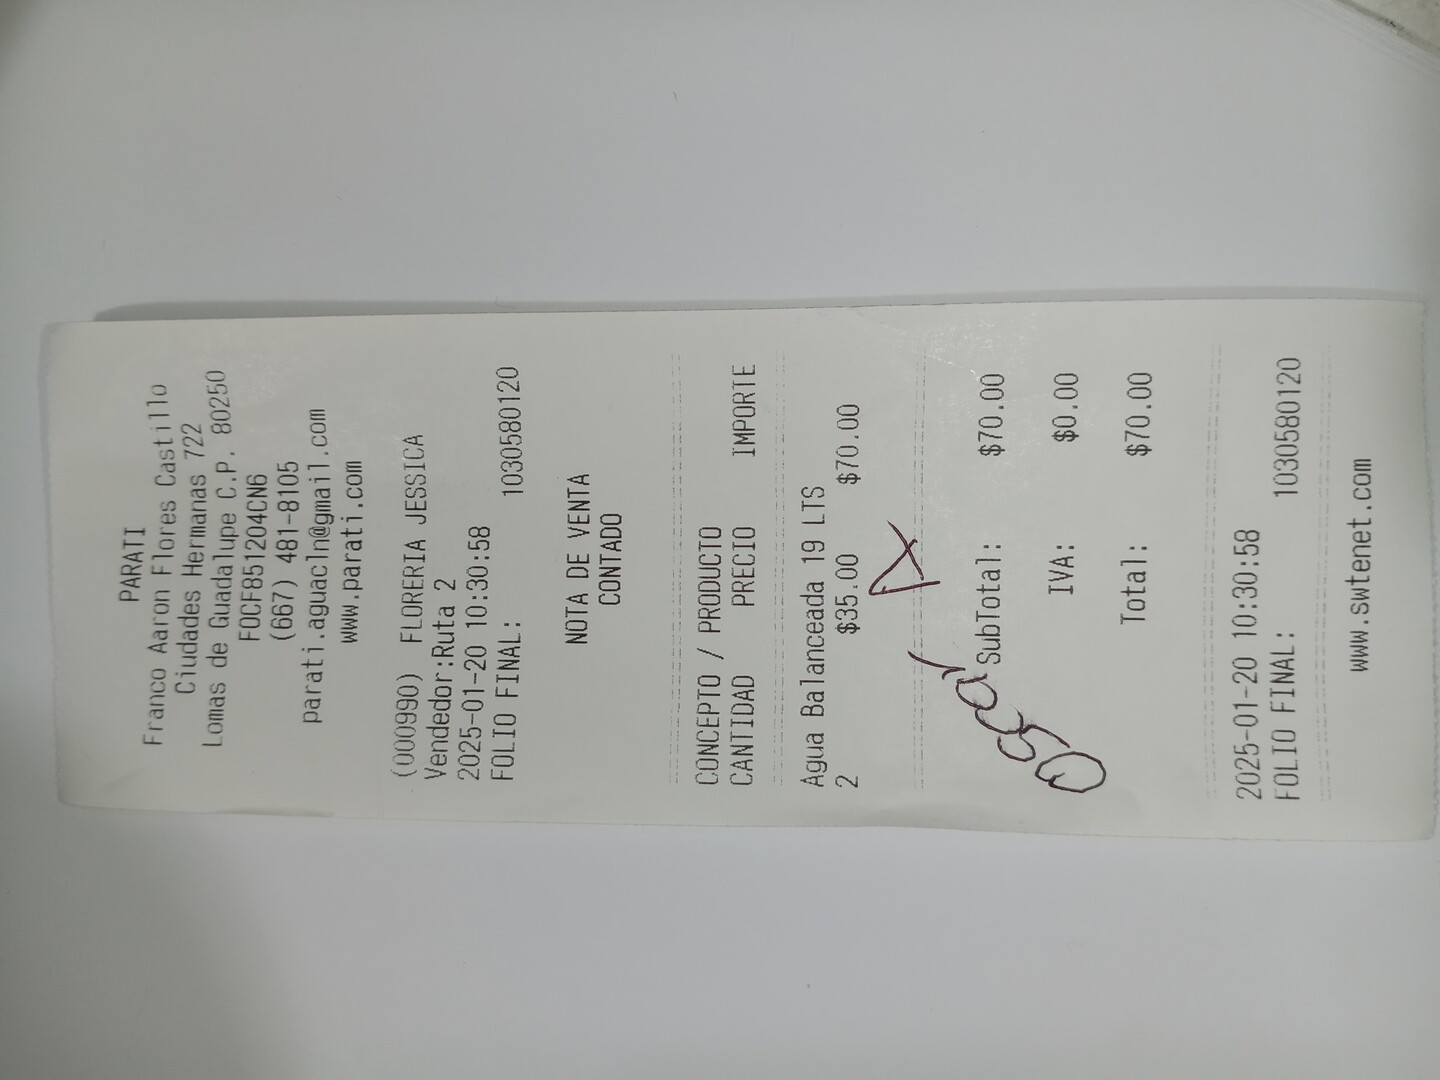 PARATI
Franco Aaron Flores Castillo
Ciudades Hermanas 722
Lomas de Guadalupe C.P. 80250
FOCF851204CN6
(667) 481-8105
parati.aguacln@gmail.com
www.parati.com
(000990) FLORERIA JESSICA
Vendedor:Ruta 2
2025-01-20 10:30:58
FOLIO FINAL: 1030580120
NOTA DE VENTA
CONTADO
CONCEPTO / PRODUCTO
CANTIDAD PRECIO IMPORTE
Agua Balanceada 19 LTS
2 $35.00 $70.00
Oscar A
SubTotal: $70.00
IVA: $0.00
Total: $70.00
2025-01-20 10:30:58
FOLIO FINAL: 1030580120
www.swtenet.com